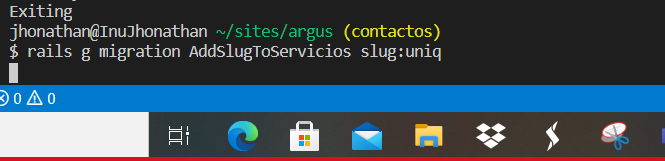 Exiting
jhonathan@InuJhonathan ~/sites/argus (contactos)
$ rails g migration AddSlugToServicios slug:uniq
0 0